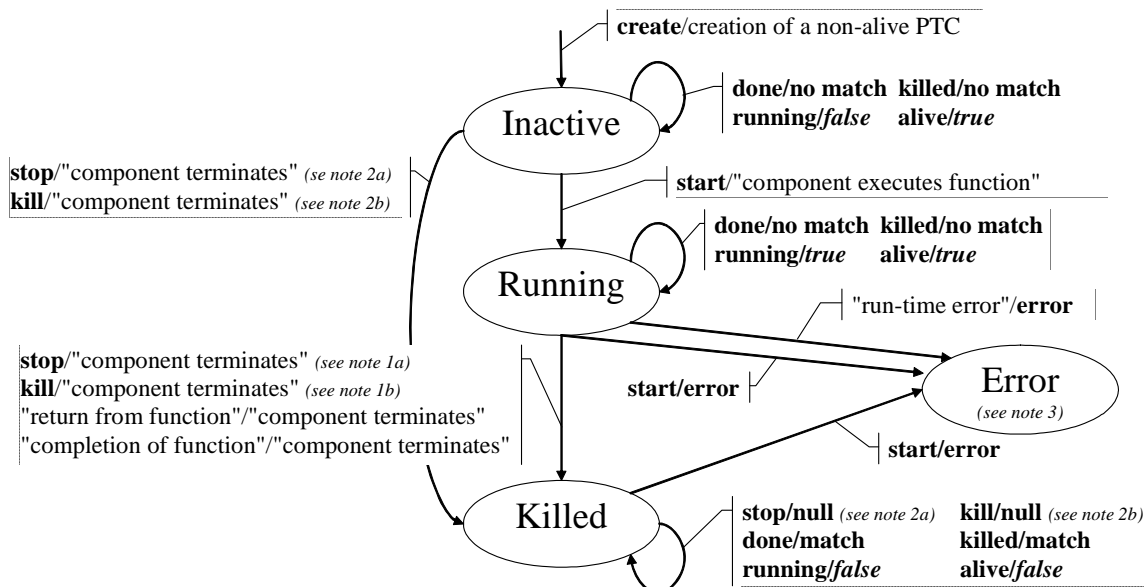 create/creation of a non-alive PTC
done/no match killed/no match
running/false alive/true
Inactive
stop/"component terminates" (se note 2a)
kill/"component terminates" (see note 2b)
start/"component executes function"
done/no match killed/no match
running/true alive/true
Running
"run-time error"/error
stop/"component terminates" (see note 1a)
kill/"component terminates" (see note 1b)
"return from function"/"component terminates"
"completion of function"/"component terminates"
start/error
Error
(see note 3)
start/error
Killed
stop/null (see note 2a) kill/null (see note 2b)
done/match killed/match
running/false alive/false